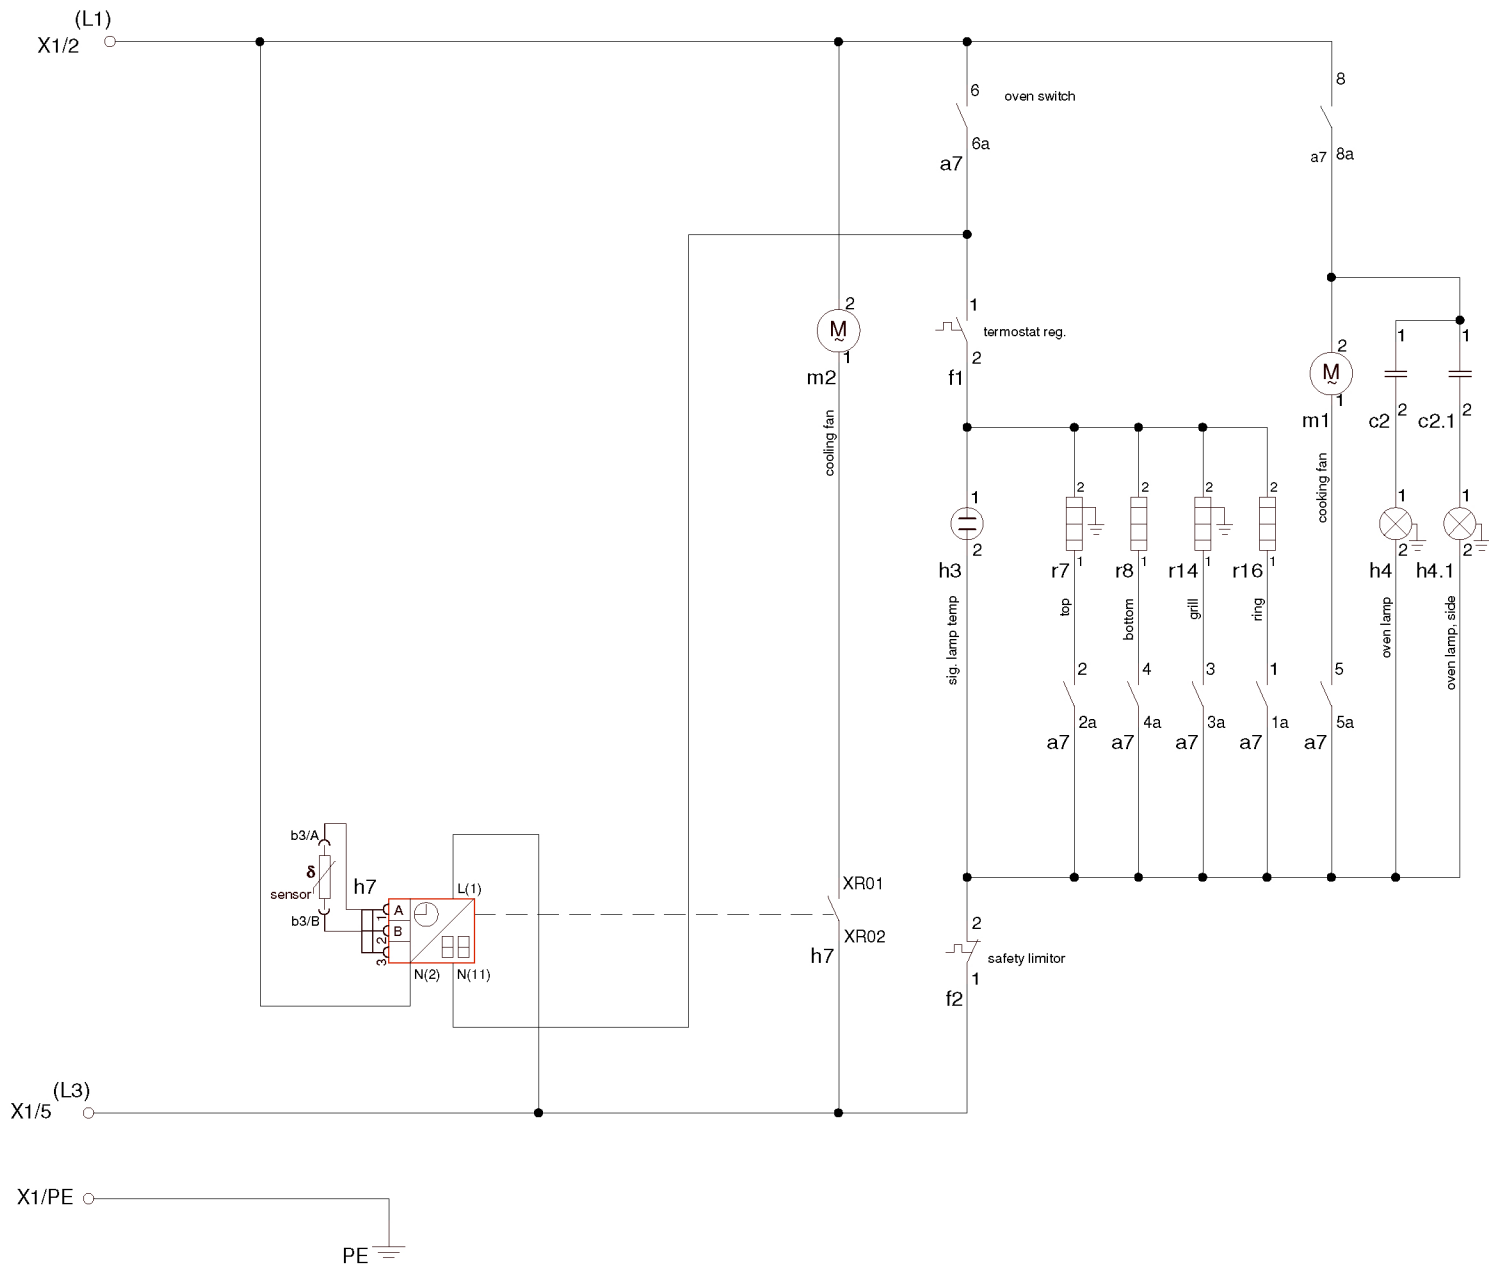 (L1)
X1/2
6
oven switch
6a
a7
8
a7 8a
1
termostat reg.
2
f1
2
M
~
1
m2
cooling fan
2
M
~
1
m1
cooking fan
1
c2 2
1
c2.1 2
1
2
h3
sig. lamp temp
2
r7 1
top
2
r8 1
bottom
2
r14 1
grill
2
r16 1
ring
1
2
h4
oven lamp
1
2
h4.1
oven lamp, side
2
2a
a7
4
4a
a7
3
3a
a7
1
1a
a7
5
5a
a7
b3/A
δ
sensor
b3/B
h7
L(1)
A
1
B
2
3
N(2)
N(11)
XR01
XR02
h7
2
safety limitor
1
f2
(L3)
X1/5
X1/PE
PE